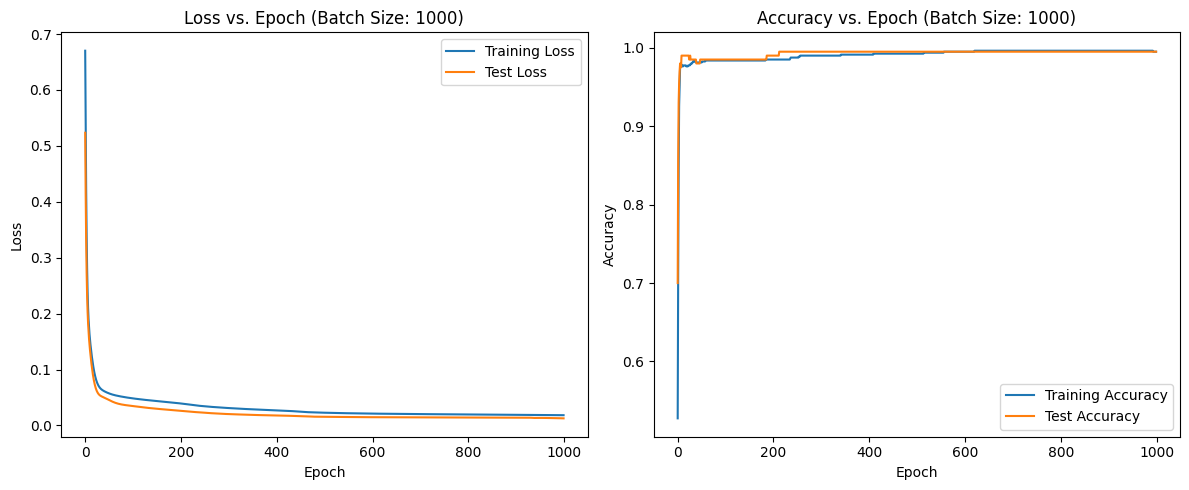 Loss vs. Epoch (Batch Size: 1000)
0.7
0.6
0.5
0.4
0.3
0.2
0.1
0.0
Loss
Training Loss
Test Loss
0
200
400
600
800
1000
Epoch
Accuracy vs. Epoch (Batch Size: 1000)
1.0
0.9
0.8
0.7
0.6
Accuracy
Training Accuracy
Test Accuracy
0
200
400
600
800
1000
Epoch